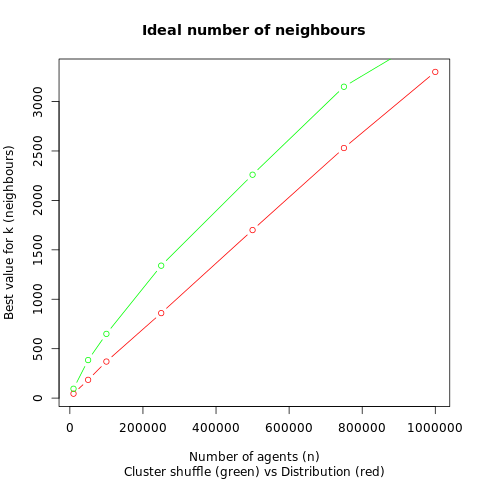 Ideal number of neighbours
Best value for k (neighbours)
3000
2500
2000
1500
1000
500
0
0 200000 400000 600000 800000 1000000
Number of agents (n)
Cluster shuffle (green) vs Distribution (red)